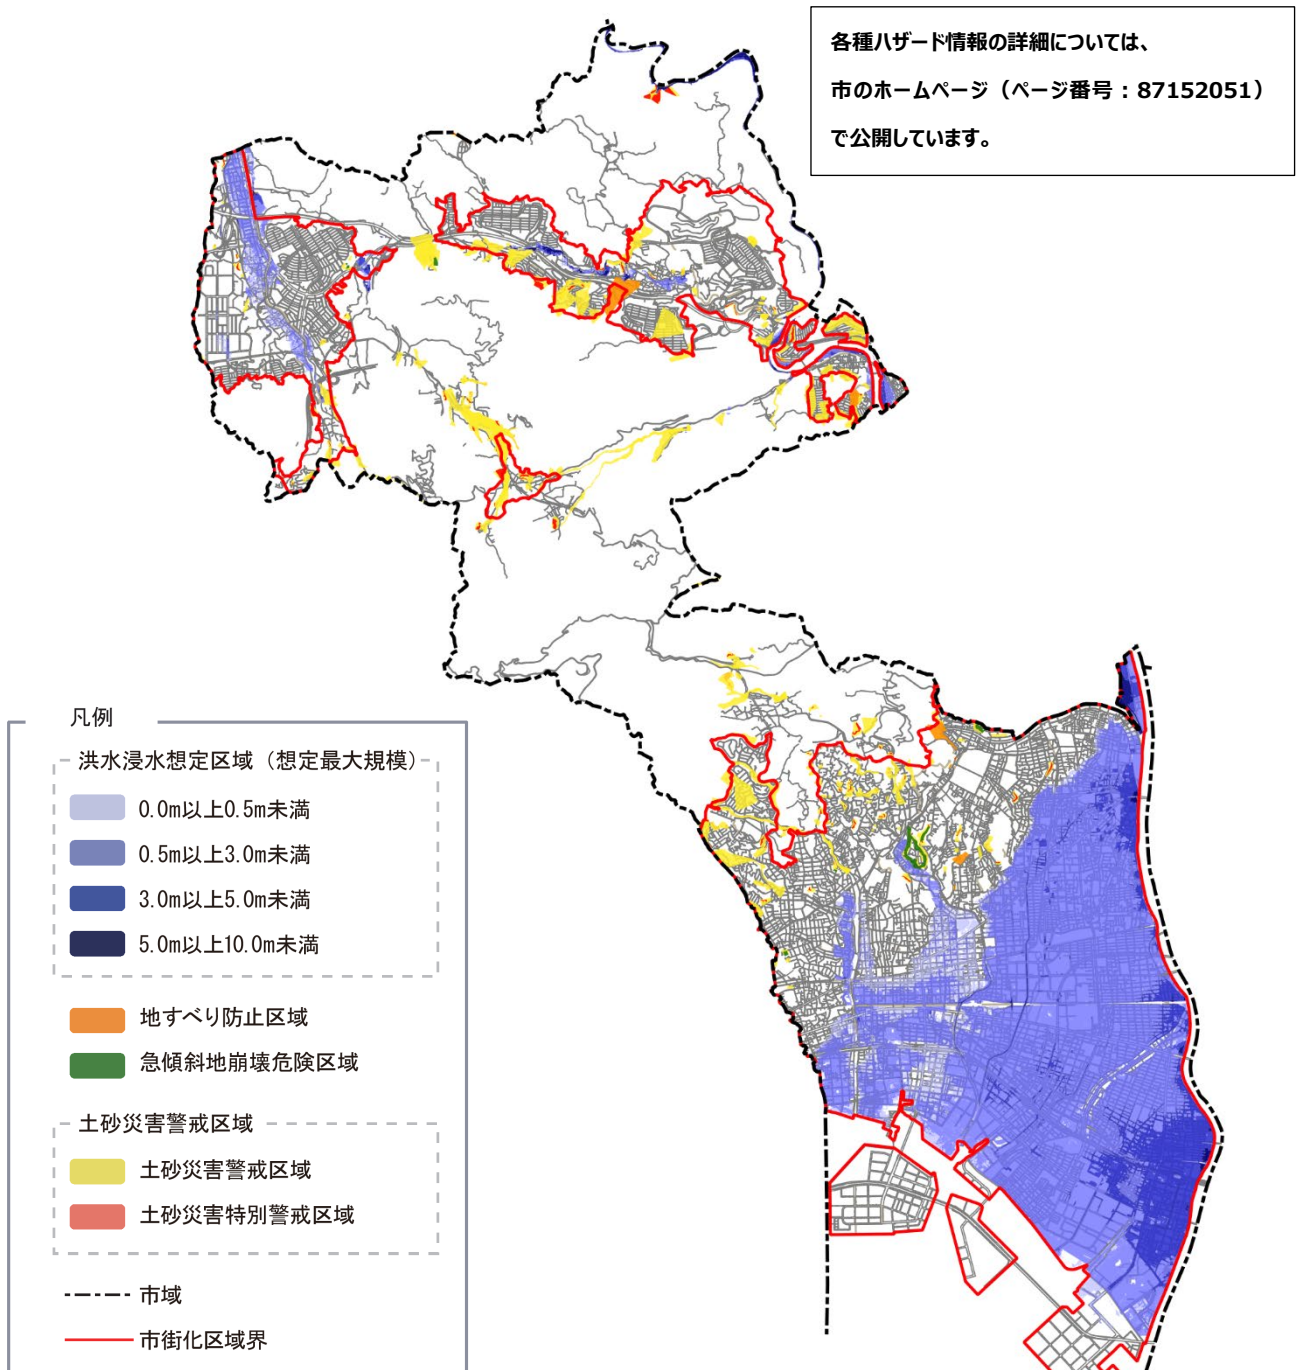 各種ハザード情報の詳細については、
市のホームページ（ページ番号：87152051）
で公開しています。
凡例
洪水浸水想定区域（想定最大規模）
0.0m以上0.5m未満
0.5m以上3.0m未満
3.0m以上5.0m未満
5.0m以上10.0m未満
地すべり防止区域
急傾斜地崩壊危険区域
土砂災害警戒区域
土砂災害警戒区域
土砂災害特別警戒区域
市域
市街化区域界